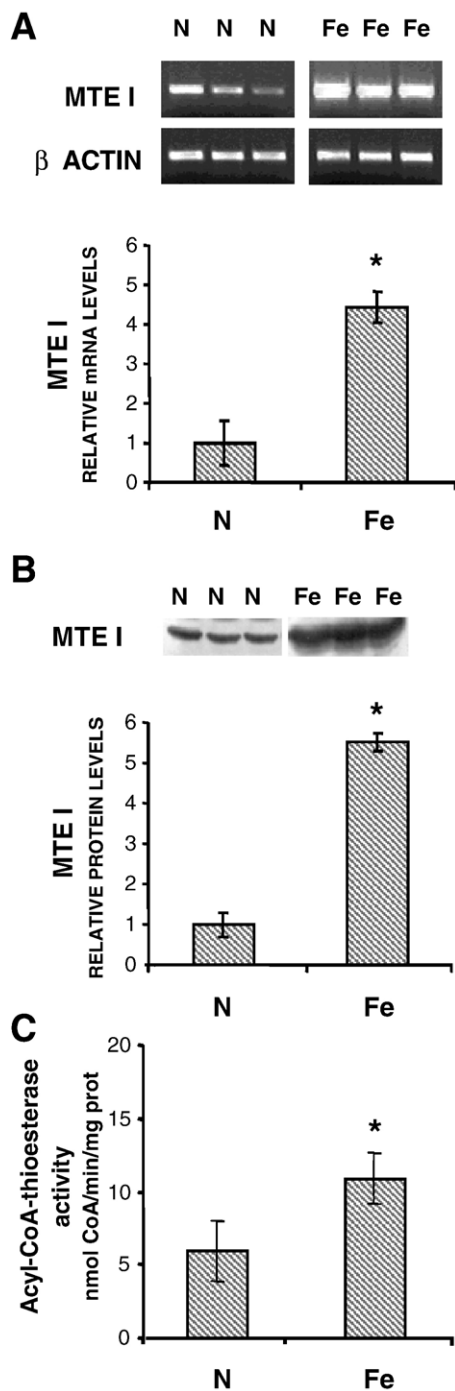 A
N N N Fe Fe Fe
MTE I
β ACTIN
MTE I
RELATIVE mRNA LEVELS
6
5
4
3
2
1
0
*
N Fe
B
N N N Fe Fe Fe
MTE I
MTE I
RELATIVE PROTEIN LEVELS
6
5
4
3
2
1
0
*
N Fe
C
Acyl-CoA-thioesterase
activity
nmol CoA/min/mg prot
20
15
10
5
0
*
N Fe